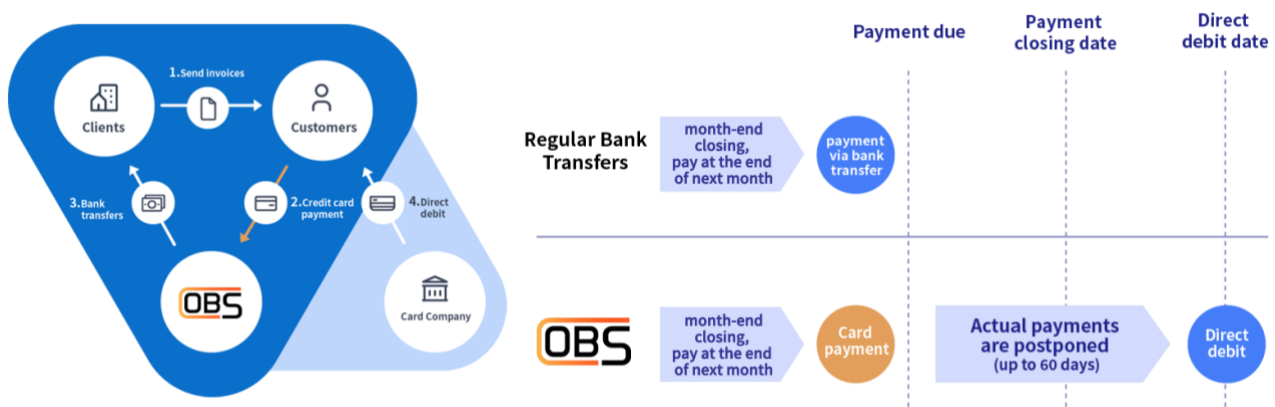 1.Send invoices
Clients
Customers
3.Bank
transfers
2.Credit card
payment
4.Direct
debit
OBS
Card Company
Payment due
Payment
closing date
Direct
debit date
Regular Bank
Transfers
month-end
closing,
pay at the end
of next month
payment
via bank
transfer
OBS
month-end
closing,
pay at the end
of next month
Card
payment
Actual payments
are postponed
(up to 60 days)
Direct
debit